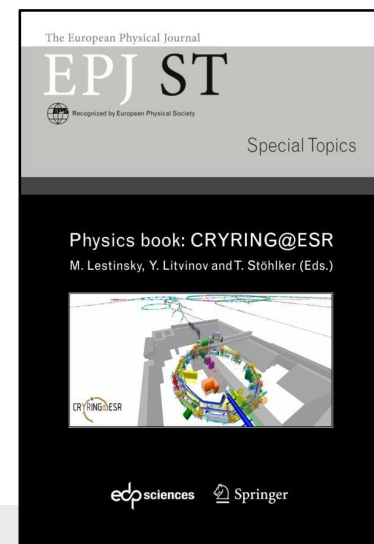 The European Physical Journal
EPJ ST
EPS Recognized by European Physical Society
Special Topics
Physics book: CRYRING@ESR
M. Lestinsky, Y. Litvinov and T. Stöhlker (Eds.)
CRYRING@ESR
edp sciences Springer